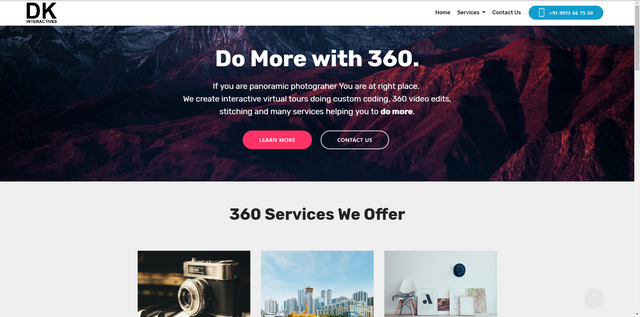 DK
INTERACTIVES
Home Services Contact Us +91-9013 66 75 50
Do More with 360.
If you are panoramic photograher You are at right place.
We create interactive virtual tours doing custom coding, 360 video edits,
stitching and many services helping you to do more.
LEARN MORE CONTACT US
360 Services We Offer